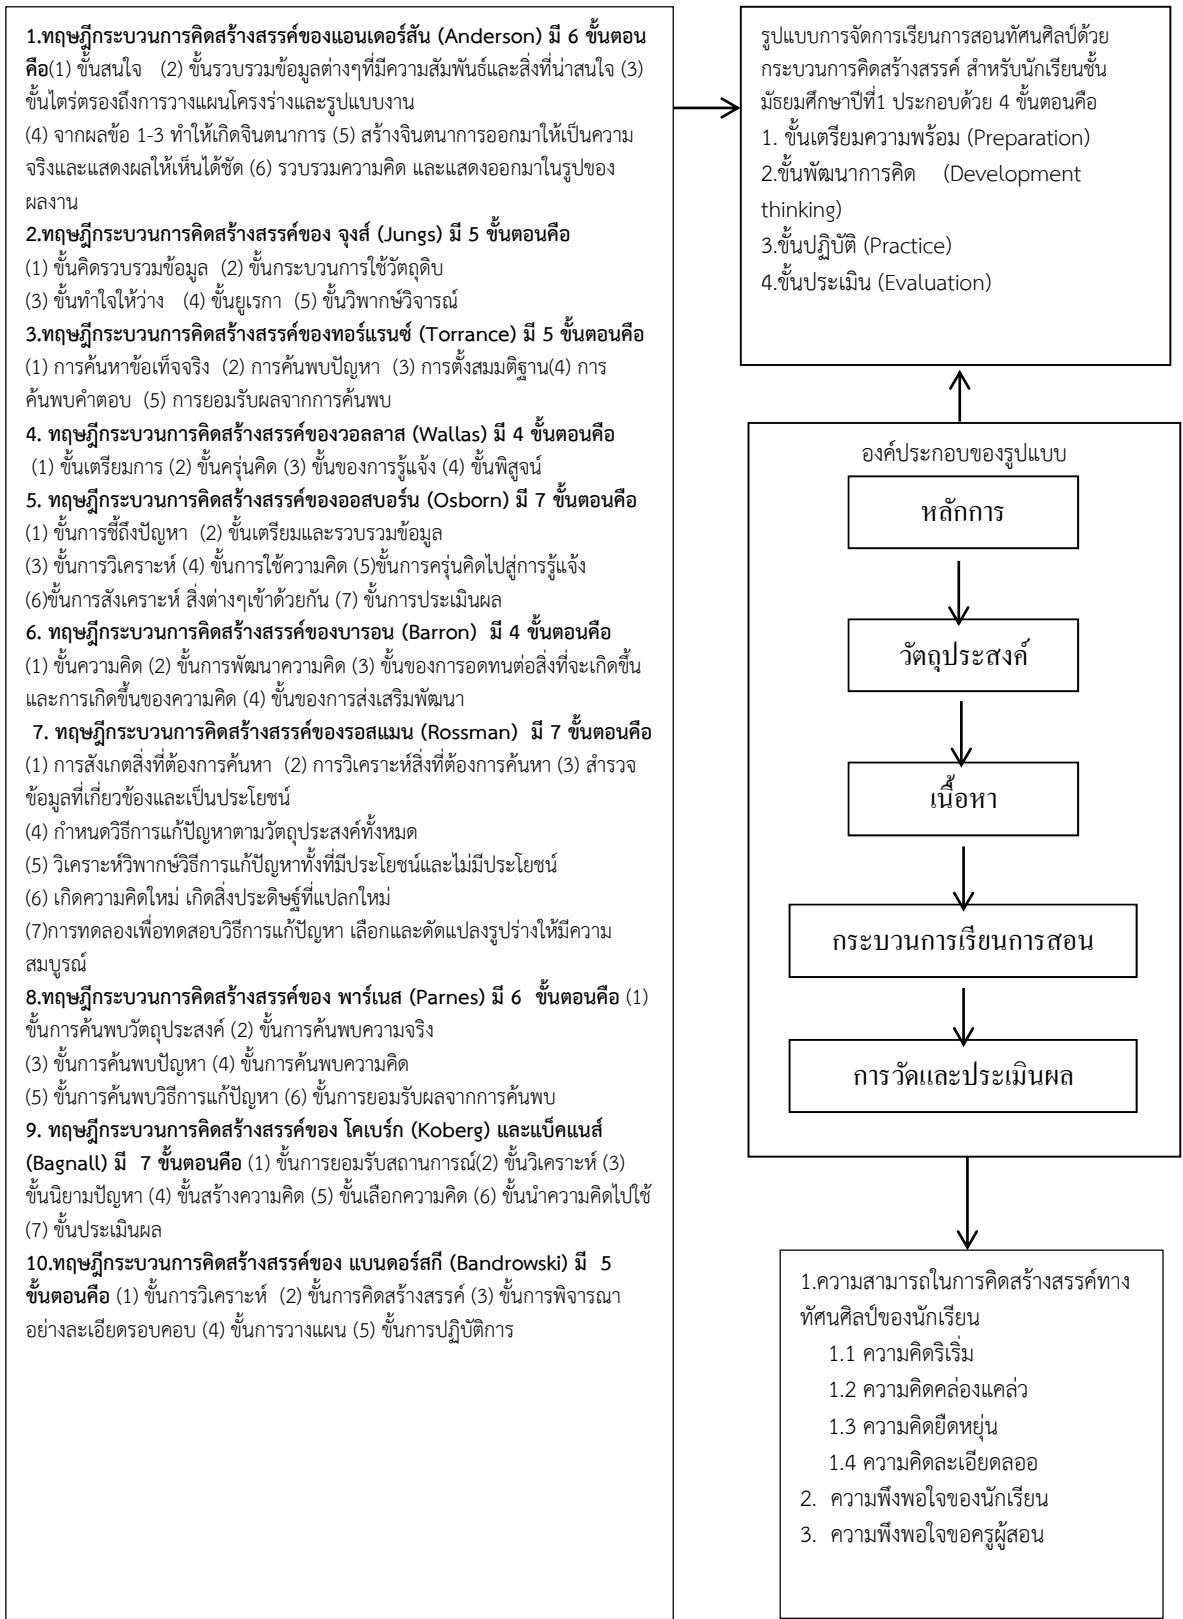 1.ทฤษฎีกระบวนการคิดสร้างสรรค์ของแอนเดอร์สัน (Anderson) มี 6 ขั้นตอน
คือ(1) ขั้นสนใจ (2) ขั้นรวบรวมข้อมูลต่างๆที่มีความสัมพันธ์และสิ่งที่น่าสนใจ (3)
ขั้นไตร่ตรองถึงการวางแผนโครงร่างและรูปแบบงาน
(4) จากผลข้อ 1-3 ทำให้เกิดจินตนาการ (5) สร้างจินตนาการออกมาให้เป็นความ
จริงและแสดงผลให้เห็นได้ชัด (6) รวบรวมความคิด และแสดงออกมาในรูปของ
ผลงาน
2.ทฤษฎีกระบวนการคิดสร้างสรรค์ของ จุงส์ (Jungs) มี 5 ขั้นตอนคือ
(1) ขั้นคิดรวบรวมข้อมูล (2) ขั้นกระบวนการใช้วัตถุดิบ
(3) ขั้นทำใจให้ว่าง (4) ขั้นยูเรกา (5) ขั้นวิพากษ์วิจารณ์
3.ทฤษฎีกระบวนการคิดสร้างสรรค์ของทอร์แรนซ์ (Torrance) มี 5 ขั้นตอนคือ
(1) การค้นหาข้อเท็จจริง (2) การค้นพบปัญหา (3) การตั้งสมมติฐาน(4) การ
ค้นพบคำตอบ (5) การยอมรับผลจากการค้นพบ
4. ทฤษฎีกระบวนการคิดสร้างสรรค์ของวอลลาส (Wallas) มี 4 ขั้นตอนคือ
(1) ขั้นเตรียมการ (2) ขั้นครุ่นคิด (3) ขั้นของการรู้แจ้ง (4) ขั้นพิสูจน์
5. ทฤษฎีกระบวนการคิดสร้างสรรค์ของออสบอร์น (Osborn) มี 7 ขั้นตอนคือ
(1) ขั้นการชี้ถึงปัญหา (2) ขั้นเตรียมและรวบรวมข้อมูล
(3) ขั้นการวิเคราะห์ (4) ขั้นการใช้ความคิด (5)ขั้นการครุ่นคิดไปสู่การรู้แจ้ง
(6)ขั้นการสังเคราะห์ สิ่งต่างๆเข้าด้วยกัน (7) ขั้นการประเมินผล
6. ทฤษฎีกระบวนการคิดสร้างสรรค์ของบารอน (Barron) มี 4 ขั้นตอนคือ
(1) ขั้นความคิด (2) ขั้นการพัฒนาความคิด (3) ขั้นของการอดทนต่อสิ่งที่จะเกิดขึ้น
และการเกิดขึ้นของความคิด (4) ขั้นของการส่งเสริมพัฒนา
7. ทฤษฎีกระบวนการคิดสร้างสรรค์ของรอสแมน (Rossman) มี 7 ขั้นตอนคือ
(1) การสังเกตสิ่งที่ต้องการค้นหา (2) การวิเคราะห์สิ่งที่ต้องการค้นหา (3) สำรวจ
ข้อมูลที่เกี่ยวข้องและเป็นประโยชน์
(4) กำหนดวิธีการแก้ปัญหาตามวัตถุประสงค์ทั้งหมด
(5) วิเคราะห์วิพากษ์วิธีการแก้ปัญหาทั้งที่มีประโยชน์และไม่มีประโยชน์
(6) เกิดความคิดใหม่ เกิดสิ่งประดิษฐ์ที่แปลกใหม่
(7)การทดลองเพื่อทดสอบวิธีการแก้ปัญหา เลือกและดัดแปลงรูปร่างให้มีความ
สมบูรณ์
8.ทฤษฎีกระบวนการคิดสร้างสรรค์ของ พาร์เนส (Parnes) มี 6 ขั้นตอนคือ (1)
ขั้นการค้นพบวัตถุประสงค์ (2) ขั้นการค้นพบความจริง
(3) ขั้นการค้นพบปัญหา (4) ขั้นการค้นพบความคิด
(5) ขั้นการค้นพบวิธีการแก้ปัญหา (6) ขั้นการยอมรับผลจากการค้นพบ
9. ทฤษฎีกระบวนการคิดสร้างสรรค์ของ โคเบร์ก (Koberg) และแบ็คแนส์
(Bagnall) มี 7 ขั้นตอนคือ (1) ขั้นการยอมรับสถานการณ์(2) ขั้นวิเคราะห์ (3)
ขั้นนิยามปัญหา (4) ขั้นสร้างความคิด (5) ขั้นเลือกความคิด (6) ขั้นนำความคิดไปใช้
(7) ขั้นประเมินผล
10.ทฤษฎีกระบวนการคิดสร้างสรรค์ของ แบนดอร์สกี (Bandrowski) มี 5
ขั้นตอนคือ (1) ขั้นการวิเคราะห์ (2) ขั้นการคิดสร้างสรรค์ (3) ขั้นการพิจารณา
อย่างละเอียดรอบคอบ (4) ขั้นการวางแผน (5) ขั้นการปฏิบัติการ
รูปแบบการจัดการเรียนการสอนทัศนศิลป์ด้วย
กระบวนการคิดสร้างสรรค์ สำหรับนักเรียนชั้น
มัธยมศึกษาปีที่1 ประกอบด้วย 4 ขั้นตอนคือ
1. ขั้นเตรียมความพร้อม (Preparation)
2.ขั้นพัฒนาการคิด (Development
thinking)
3.ขั้นปฏิบัติ (Practice)
4.ขั้นประเมิน (Evaluation)
องค์ประกอบของรูปแบบ
หลักการ
วัตถุประสงค์
เนื้อหา
กระบวนการเรียนการสอน
การวัดและประเมินผล
1.ความสามารถในการคิดสร้างสรรค์ทาง
ทัศนศิลป์ของนักเรียน
1.1 ความคิดริเริ่ม
1.2 ความคิดคล่องแคล่ว
1.3 ความคิดยืดหยุ่น
1.4 ความคิดละเอียดลออ
2. ความพึงพอใจของนักเรียน
3. ความพึงพอใจขอครูผู้สอน